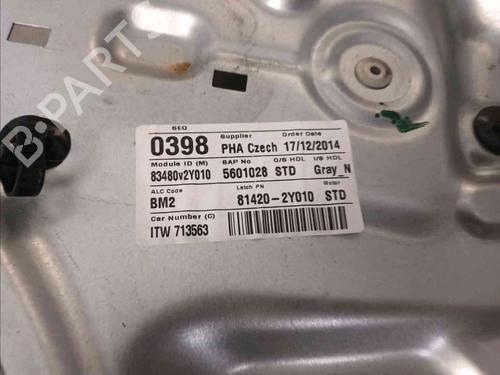 SEQ Supplier Order Date
0398 PHA Czech 17/12/2014
Module ID (M) SAP No O/S HDL I/S HDL
83480v2Y010 5601028 STD Gray_N
ALC Code Latch PN Motor
BM2 81420-2Y010 STD
Car Number (C)
ITW 713563
B-PARTS